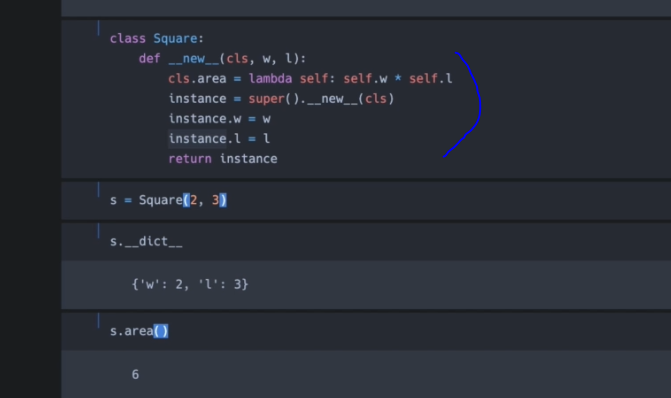 class Square:
    def __new__(cls, w, l):
        cls.area = lambda self: self.w * self.l
        instance = super().__new__(cls)
        instance.w = w
        instance.l = l
        return instance
s = Square(2, 3)
s.__dict__
{'w': 2, 'l': 3}
s.area()
6